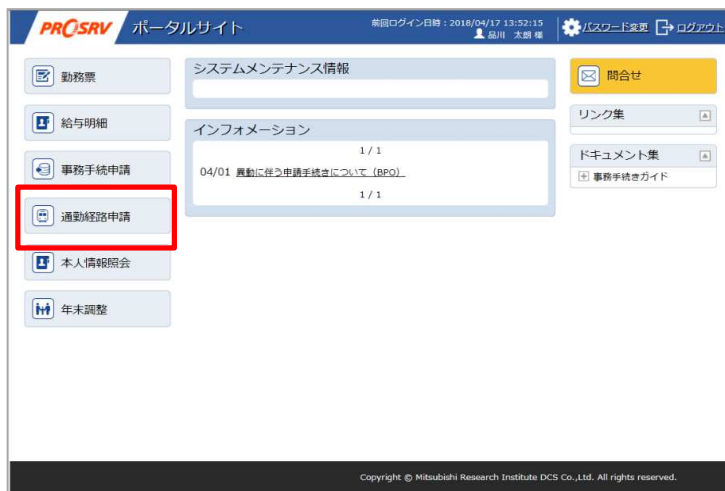 PROSRV ポータルサイト
前回ログイン日時：2018/04/17 13:52:15
品川 太朗 様
パスワード変更 ログアウト
勤務票
給与明細
事務手続申請
通勤経路申請
本人情報照会
年末調整
システムメンテナンス情報
インフォメーション
1 / 1
04/01 異動に伴う申請手続きについて（BPO）
1 / 1
問合せ
リンク集
ドキュメント集
事務手続きガイド
Copyright © Mitsubishi Research Institute DCS Co.,Ltd. All rights reserved.